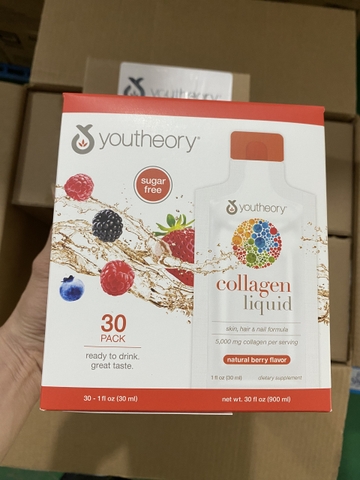 youtheory
youtheory®
sugar
free
youtheory
collagen
liquid
skin, hair & nail formula
5,000 mg collagen per serving
natural berry flavor
1 fl oz (30 ml) dietary supplement
30
PACK
ready to drink.
great taste.
30 - 1 fl oz (30 ml)
net wt. 30 fl oz (900 ml)